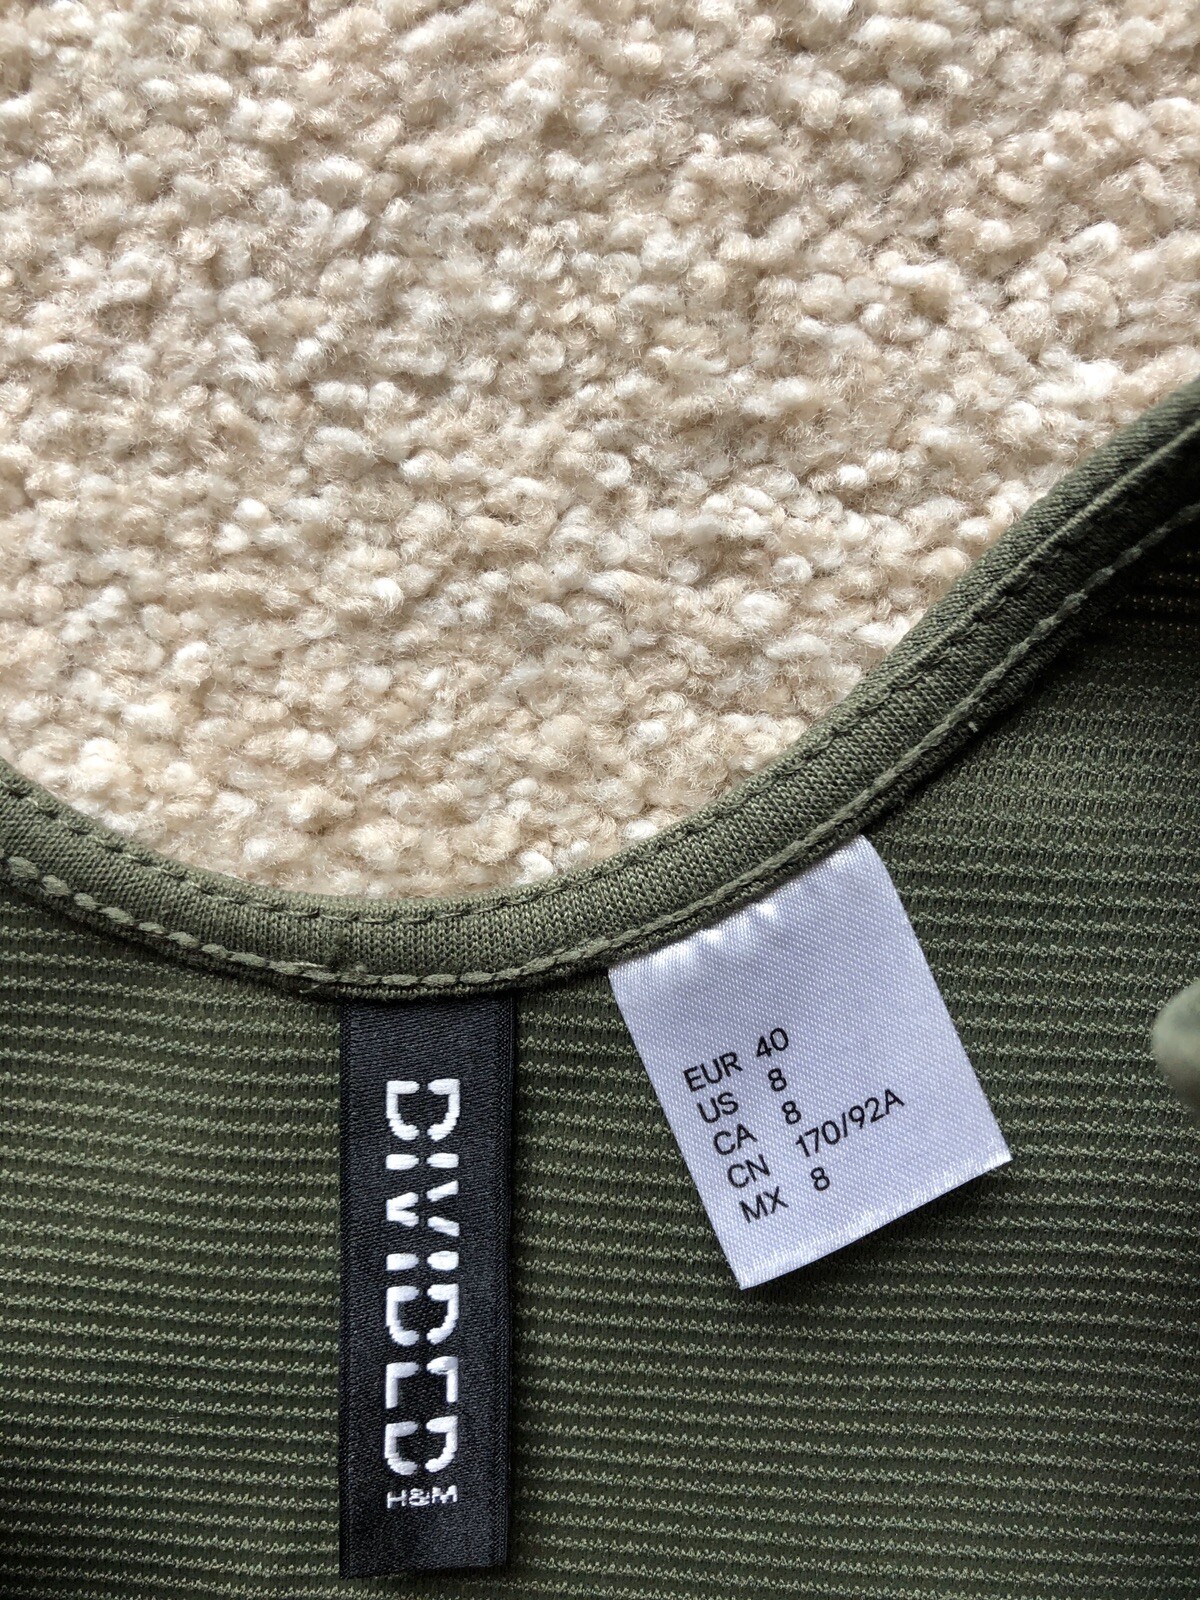 DIVIDED
H&M
EUR 40
US 8
CA 8
CN 170/92A
MX 8